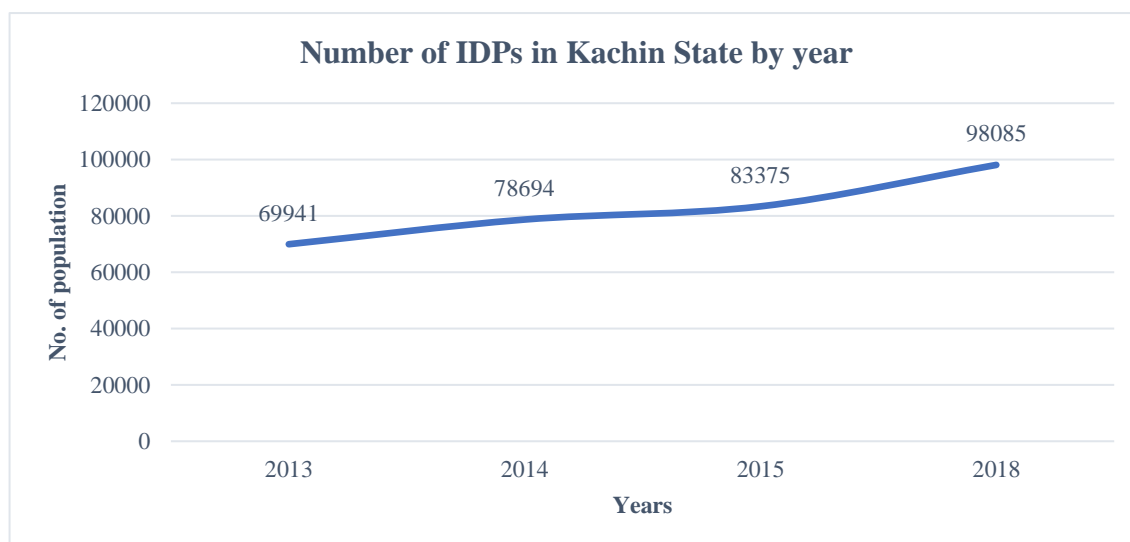 Number of IDPs in Kachin State by year
120000
100000
80000
60000
40000
20000
0
No. of population
69941
78694
83375
98085
2013 2014 2015 2018
Years